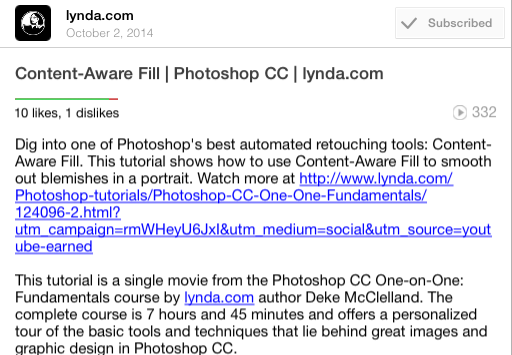 lynda.com
October 2, 2014
Subscribed
Content-Aware Fill | Photoshop CC | lynda.com
10 likes, 1 dislikes
332
Dig into one of Photoshop's best automated retouching tools: Content-
Aware Fill. This tutorial shows how to use Content-Aware Fill to smooth
out blemishes in a portrait. Watch more at http://www.lynda.com/
Photoshop-tutorials/Photoshop-CC-One-One-Fundamentals/
124096-2.html?
utm_campaign=rmWHeyU6JxI&utm_medium=social&utm_source=yout
ube-earned
This tutorial is a single movie from the Photoshop CC One-on-One:
Fundamentals course by lynda.com author Deke McClelland. The
complete course is 7 hours and 45 minutes and offers a personalized
tour of the basic tools and techniques that lie behind great images and
graphic design in Photoshop CC.